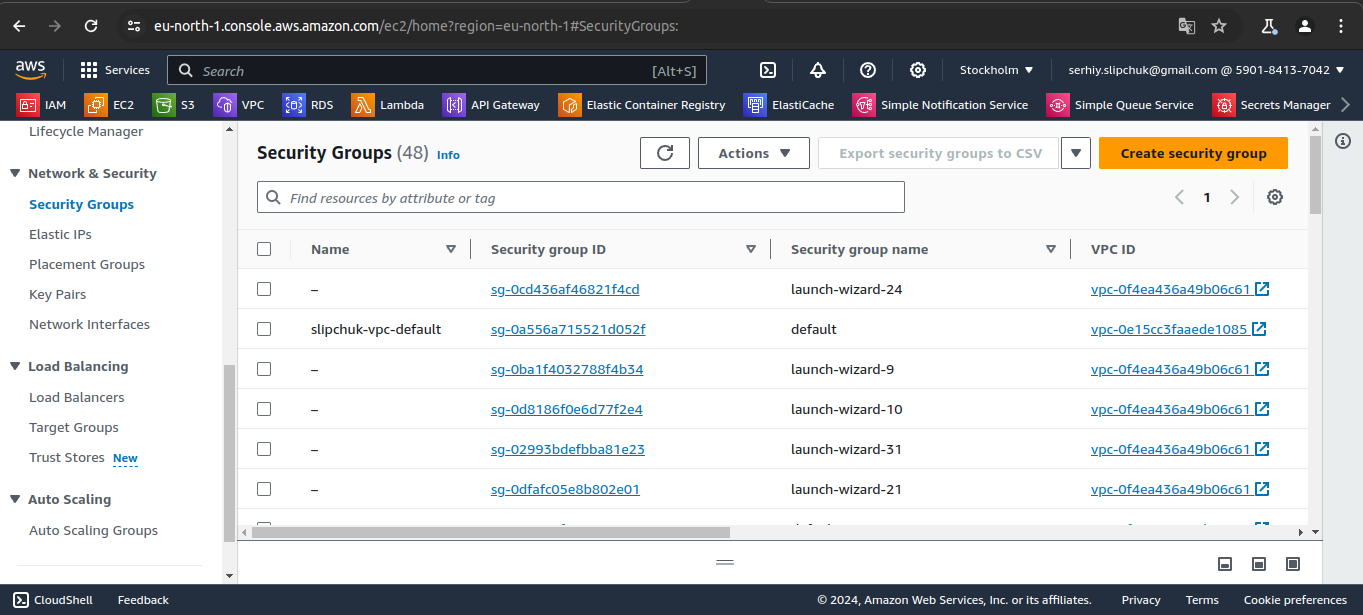 eu-north-1.console.aws.amazon.com/ec2/home?region=eu-north-1#SecurityGroups:
aws Services Search [Alt+S] Stockholm serhiy.slipchuk@gmail.com @ 5901-8413-7042
IAM EC2 S3 VPC RDS Lambda API Gateway Elastic Container Registry ElastiCache Simple Notification Service Simple Queue Service Secrets Manager
Lifecycle Manager
Network & Security
Security Groups
Elastic IPs
Placement Groups
Key Pairs
Network Interfaces
Load Balancing
Load Balancers
Target Groups
Trust Stores New
Auto Scaling
Auto Scaling Groups
Security Groups (48) Info Actions Export security groups to CSV Create security group
Find resources by attribute or tag 1
Name Security group ID Security group name VPC ID
– sg-0cd436af46821f4cd launch-wizard-24 vpc-0f4ea436a49b06c61
slipchuk-vpc-default sg-0a556a715521d052f default vpc-0e15cc3faaede1085
– sg-0ba1f4032788f4b34 launch-wizard-9 vpc-0f4ea436a49b06c61
– sg-0d8186f0e6d77f2e4 launch-wizard-10 vpc-0f4ea436a49b06c61
– sg-02993bdefbba81e23 launch-wizard-31 vpc-0f4ea436a49b06c61
– sg-0dfafc05e8b802e01 launch-wizard-21 vpc-0f4ea436a49b06c61
CloudShell Feedback © 2024, Amazon Web Services, Inc. or its affiliates. Privacy Terms Cookie preferences